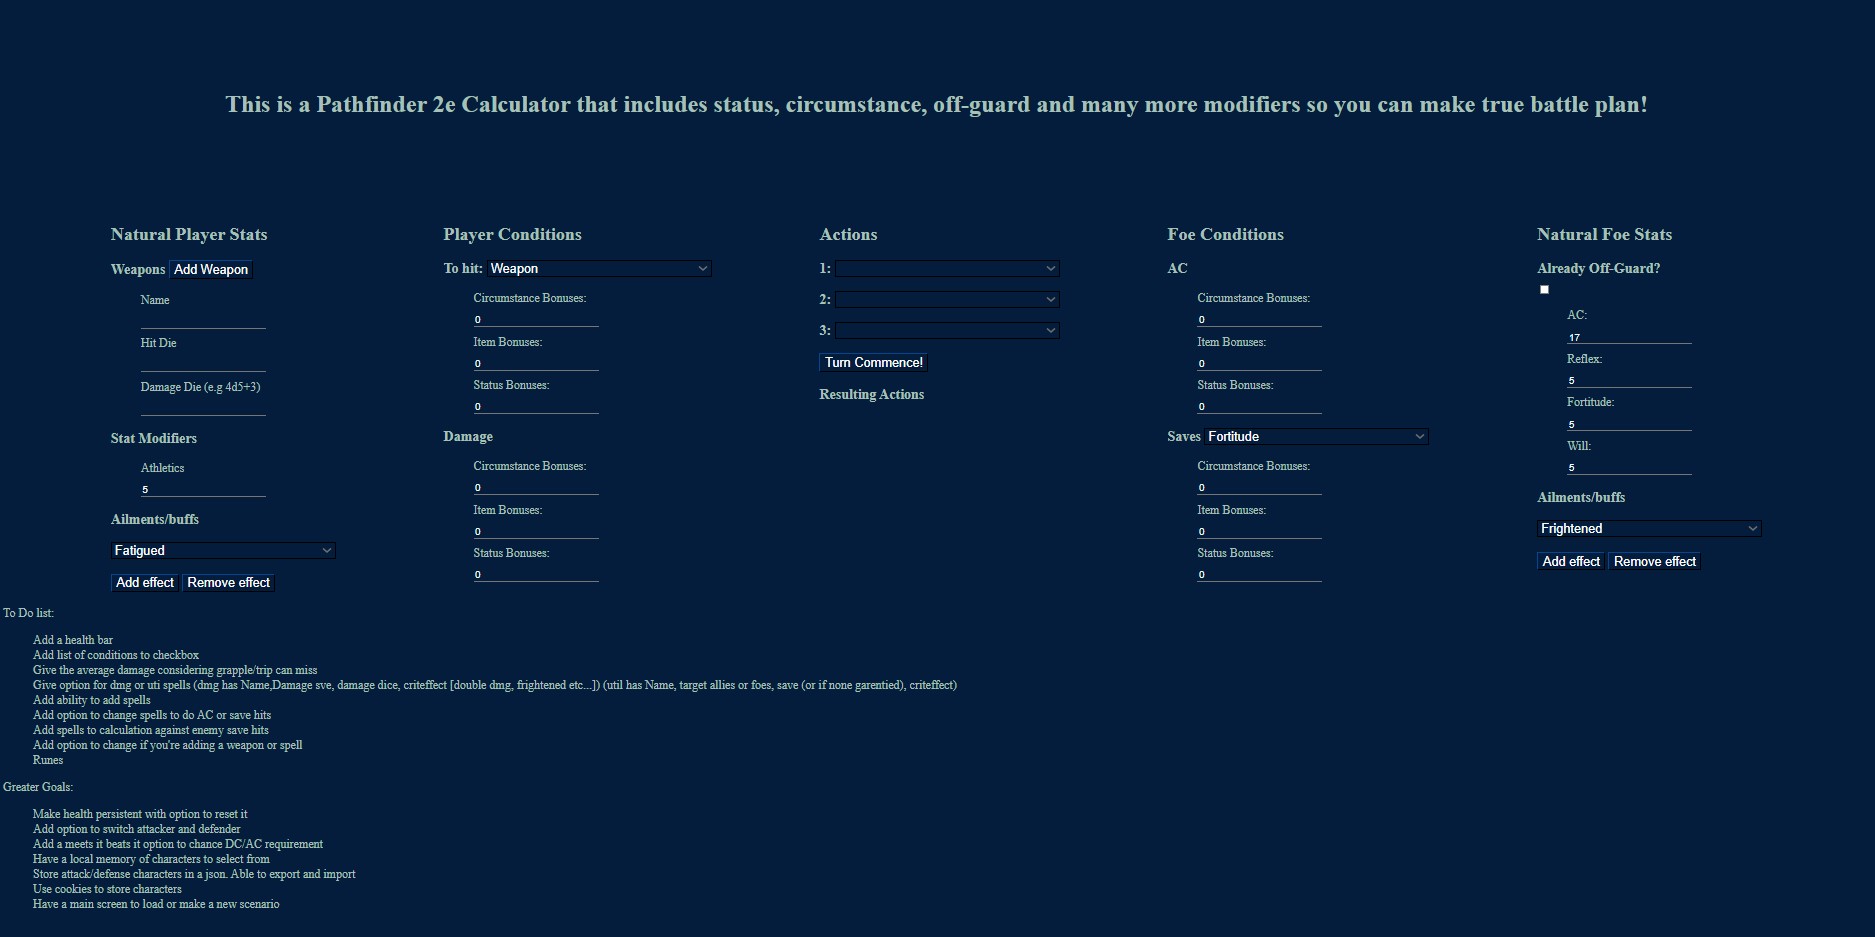 This is a Pathfinder 2e Calculator that includes status, circumstance, off-guard and many more modifiers so you can make true battle plan!
Natural Player Stats
Weapons Add Weapon
Name
Hit Die
Damage Die (e.g 4d5+3)
Stat Modifiers
Athletics
5
Ailments/buffs
Fatigued
Add effect Remove effect
Player Conditions
To hit: Weapon
Circumstance Bonuses:
0
Item Bonuses:
0
Status Bonuses:
0
Damage
Circumstance Bonuses:
0
Item Bonuses:
0
Status Bonuses:
0
Actions
1:
2:
3:
Turn Commence!
Resulting Actions
Foe Conditions
AC
Circumstance Bonuses:
0
Item Bonuses:
0
Status Bonuses:
0
Saves Fortitude
Circumstance Bonuses:
0
Item Bonuses:
0
Status Bonuses:
0
Natural Foe Stats
Already Off-Guard?
AC:
17
Reflex:
5
Fortitude:
5
Will:
5
Ailments/buffs
Frightened
Add effect Remove effect
To Do list:
Add a health bar
Add list of conditions to checkbox
Give the average damage considering grapple/trip can miss
Give option for dmg or uti spells (dmg has Name,Damage sve, damage dice, criteffect [double dmg, frightened etc...]) (util has Name, target allies or foes, save (or if none garentied), criteffect)
Add ability to add spells
Add option to change spells to do AC or save hits
Add spells to calculation against enemy save hits
Add option to change if you're adding a weapon or spell
Runes
Greater Goals:
Make health persistent with option to reset it
Add option to switch attacker and defender
Add a meets it beats it option to chance DC/AC requirement
Have a local memory of characters to select from
Store attack/defense characters in a json. Able to export and import
Use cookies to store characters
Have a main screen to load or make a new scenario